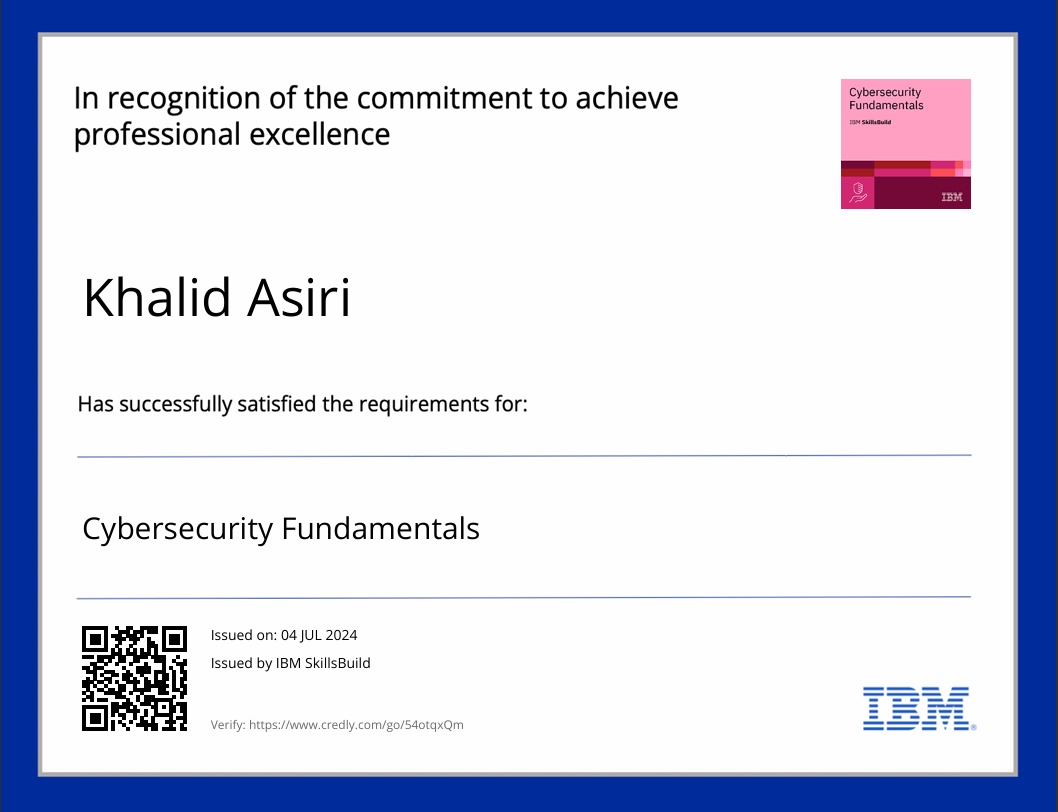 In recognition of the commitment to achieve
professional excellence
Cybersecurity
Fundamentals
IBM SkillsBuild
IBM
Khalid Asiri
Has successfully satisfied the requirements for:
Cybersecurity Fundamentals
Issued on: 04 JUL 2024
Issued by IBM SkillsBuild
Verify: https://www.credly.com/go/54otqxQm
IBM®